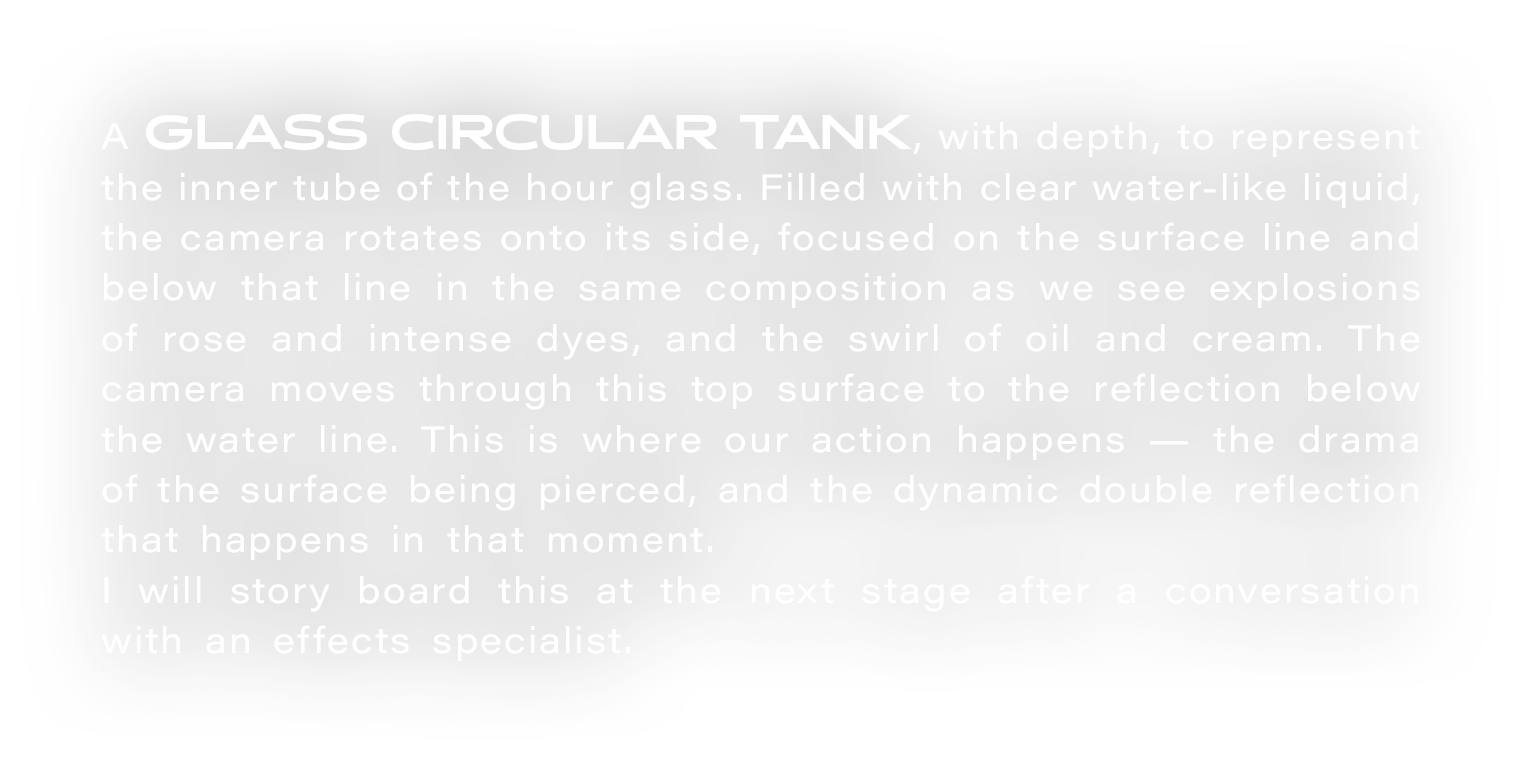 A GLASS CIRCULAR TANK, with depth, to represent
the inner tube of the hour glass. Filled with clear water-like liquid,
the camera rotates onto its side, focused on the surface line and
below that line in the same composition as we see explosions
of rose and intense dyes, and the swirl of oil and cream. The
camera moves through this top surface to the reflection below
the water line. This is where our action happens — the drama
of the surface being pierced, and the dynamic double reflection
that happens in that moment.
I will story board this at the next stage after a conversation
with an effects specialist.